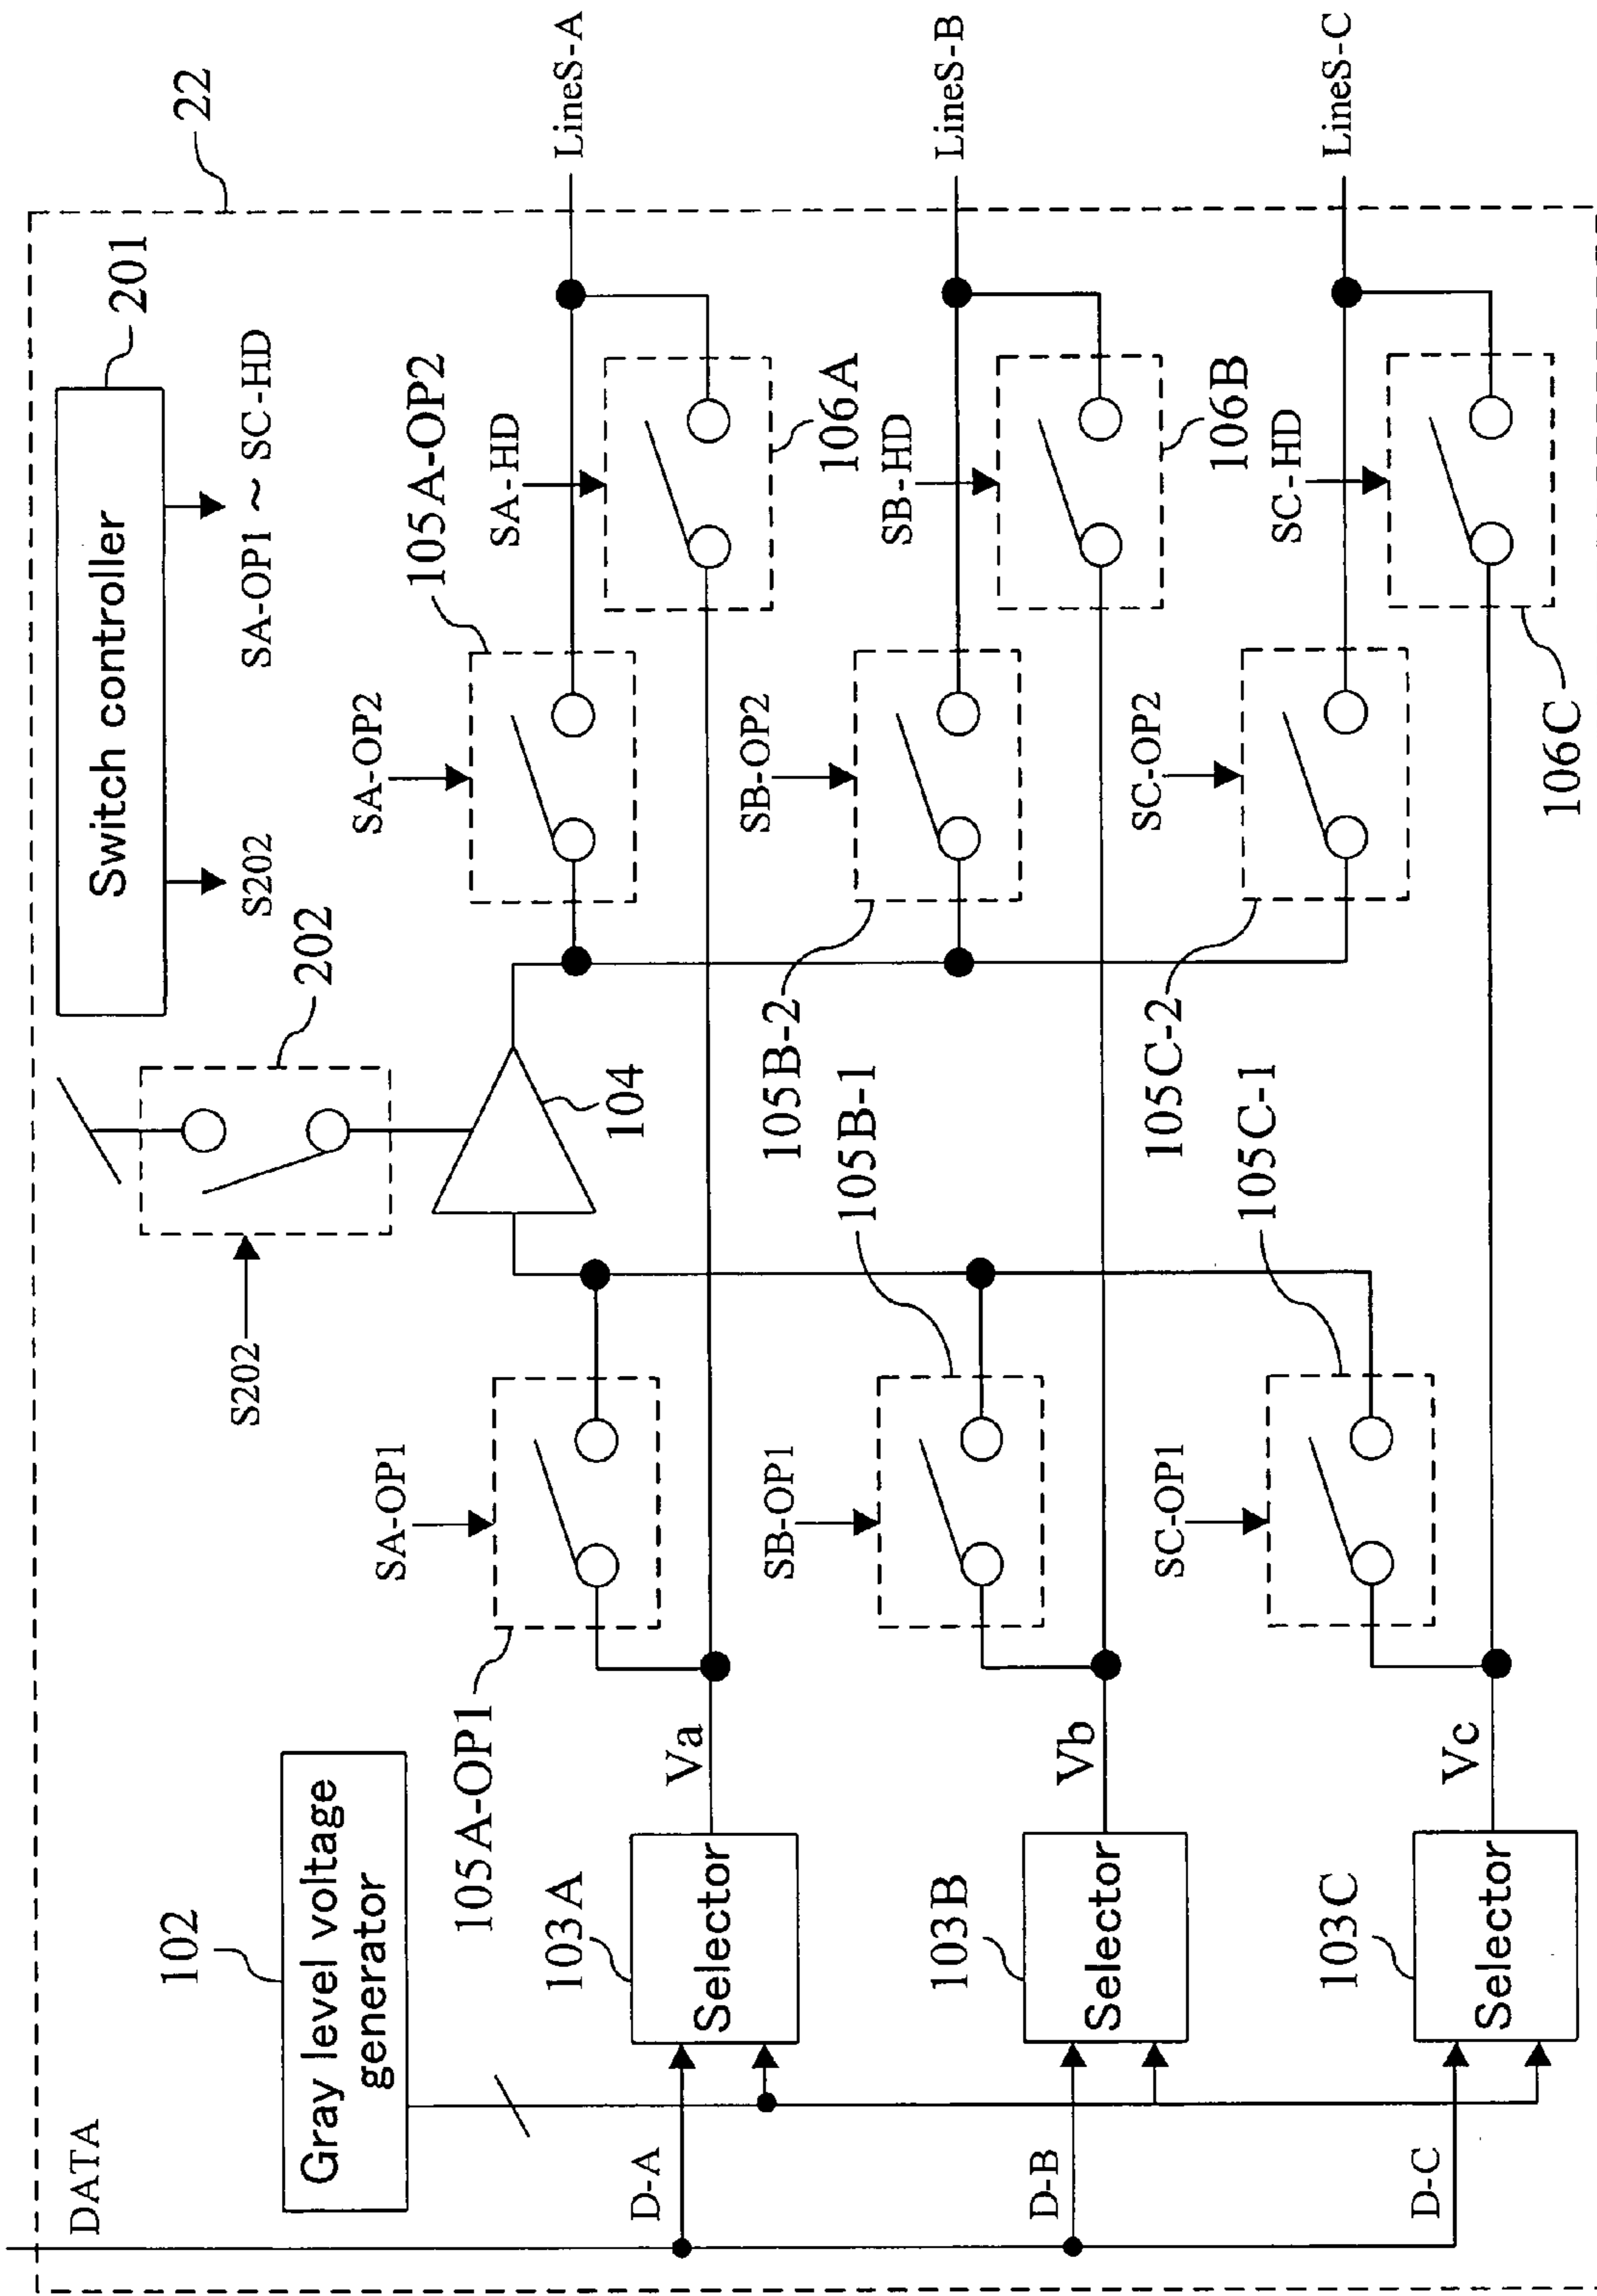 DATA
102
Gray level voltage
generator
Switch controller
201
22
S202
SA-OP1 ~ SC-HD
S202
202
104
SA-OP1
105A-OP1
SA-OP2
105A-OP2
SA-HD
106A
LineS-A
D-A
103A
Selector
Va
SB-OP1
105B-1
105B-2
SB-OP2
SB-HD
106B
LineS-B
D-B
103B
Selector
Vb
SC-OP1
105C-1
105C-2
SC-OP2
SC-HD
106C
LineS-C
D-C
103C
Selector
Vc